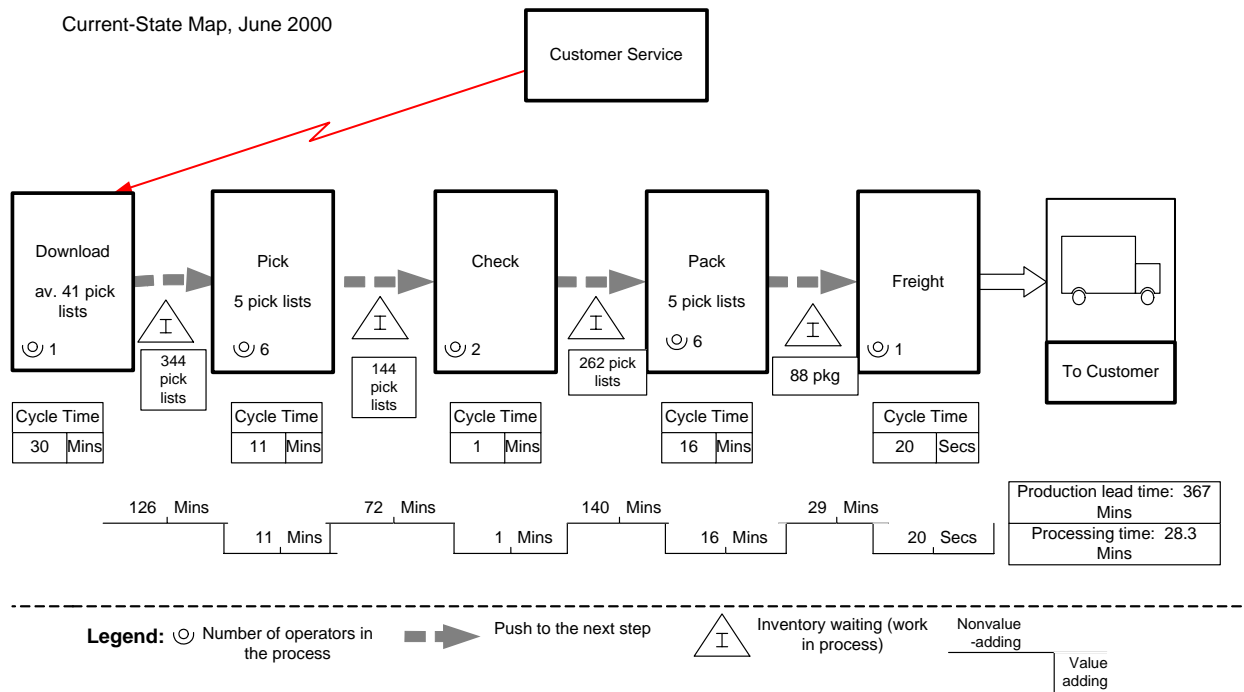 Current-State Map, June 2000
Customer Service
Download
av. 41 pick
lists
1
I
344
pick
lists
Pick
5 pick lists
6
I
144
pick
lists
Check
2
I
262 pick
lists
Pack
5 pick lists
6
I
88 pkg
Freight
1
To Customer
Cycle Time
30 Mins
Cycle Time
11 Mins
Cycle Time
1 Mins
Cycle Time
16 Mins
Cycle Time
20 Secs
126 Mins
11 Mins
72 Mins
1 Mins
140 Mins
16 Mins
29 Mins
20 Secs
Production lead time: 367
Mins
Processing time: 28.3
Mins
Legend:
Number of operators in
the process
Push to the next step
I
Inventory waiting (work
in process)
Nonvalue
-adding
Value
adding